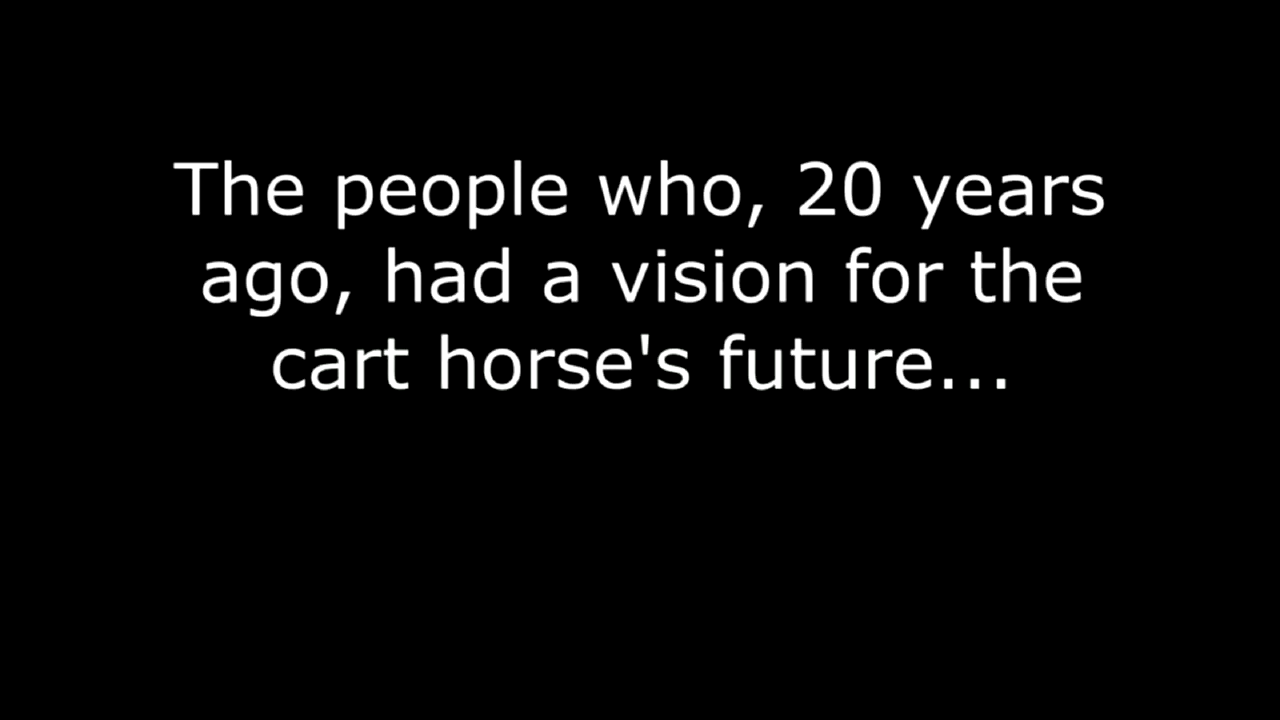 The people who, 20 years
ago, had a vision for the
cart horse's future...